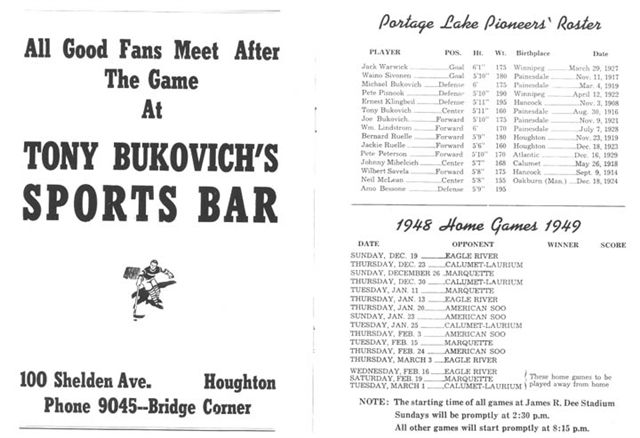 All Good Fans Meet After
The Game
At
TONY BUKOVICH'S
SPORTS BAR
100 Shelden Ave. Houghton
Phone 9045--Bridge Corner
Portage Lake Pioneers' Roster
PLAYER POS. Ht. Wt. Birthplace Date
Jack Warwick Goal 6'1" 175 Winnipeg March 29, 1927
Waino Sivonen Goal 5'10" 180 Painesdale Nov. 11, 1917
Michael Bukovich Defense 6' 175 Painesdale Mar. 4, 1919
Pete Pisnook Defense 5'10" 190 Winnipeg April 12, 1922
Ernest Klingbeil Defense 5'11" 195 Hancock Nov. 3, 1908
Tony Bukovich Center 5'11" 160 Painesdale Aug. 30, 1916
Joe Bukovich Forward 5'10" 175 Painesdale Nov. 9, 1921
Wm. Lindstrom Forward 6' 170 Painesdale July 7, 1928
Bernard Ruelle Forward 5'9" 180 Houghton Nov. 23, 1919
Jackie Ruelle Forward 5'6" 160 Houghton Dec. 18, 1923
Pete Peterson Forward 5'10" 170 Atlantic Dec. 16, 1929
Johnny Mihelcich Center 5'7" 168 Calumet May 26, 1918
Wilbert Savela Forward 5'8" 175 Hancock Sept. 9, 1914
Neil McLean Center 5'8" 155 Oakburn (Man.) Dec. 18, 1924
Amo Bessone Defense 5'9" 195
1948 Home Games 1949
DATE OPPONENT WINNER SCORE
SUNDAY, DEC. 19 EAGLE RIVER
THURSDAY, DEC. 23 CALUMET-LAURIUM
SUNDAY, DECEMBER 26 MARQUETTE
THURSDAY, DEC. 30 CALUMET-LAURIUM
TUESDAY, JAN. 11 MARQUETTE
THURSDAY, JAN. 13 EAGLE RIVER
THURSDAY, JAN. 20 AMERICAN SOO
SUNDAY, JAN. 23 AMERICAN SOO
TUESDAY, JAN. 25 CALUMET-LAURIUM
THURSDAY, FEB. 3 AMERICAN SOO
TUESDAY, FEB. 15 MARQUETTE
THURSDAY, FEB. 24 AMERICAN SOO
THURSDAY, MARCH 3 EAGLE RIVER
WEDNESDAY, FEB. 16 EAGLE RIVER
SATURDAY, FEB. 19 MARQUETTE
TUESDAY, MARCH 1 CALUMET-LAURIUM
These home games to be
played away from home
NOTE: The starting time of all games at James R. Dee Stadium
Sundays will be promptly at 2:30 p.m.
All other games will start promptly at 8:15 p.m.